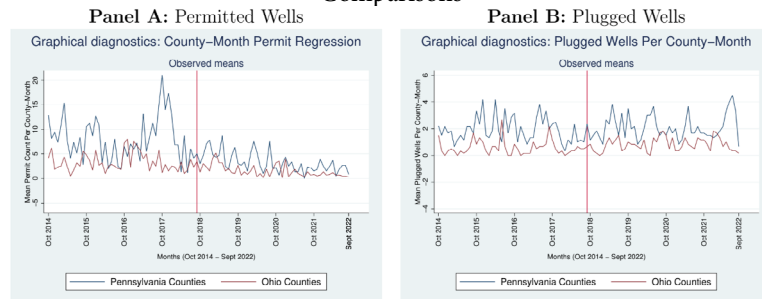 Comparisons
Panel A: Permitted Wells
Graphical diagnostics: County−Month Permit Regression
Observed means
Mean Permit Count Per County−Month
20
15
10
5
0
−5
Oct 2014
Oct 2015
Oct 2016
Oct 2017
Oct 2018
Oct 2019
Oct 2020
Oct 2021
Sept 2022
Months (Oct 2014 − Sept 2022)
Pennsylvania Counties
Ohio Counties
Panel B: Plugged Wells
Graphical diagnostics: Plugged Wells Per County−Month
Observed means
Mean Plugged Wells Per County−Month
6
4
2
0
−2
−4
Oct 2014
Oct 2015
Oct 2016
Oct 2017
Oct 2018
Oct 2019
Oct 2020
Oct 2021
Sept 2022
Months (Oct 2014 − Sept 2022)
Pennsylvania Counties
Ohio Counties